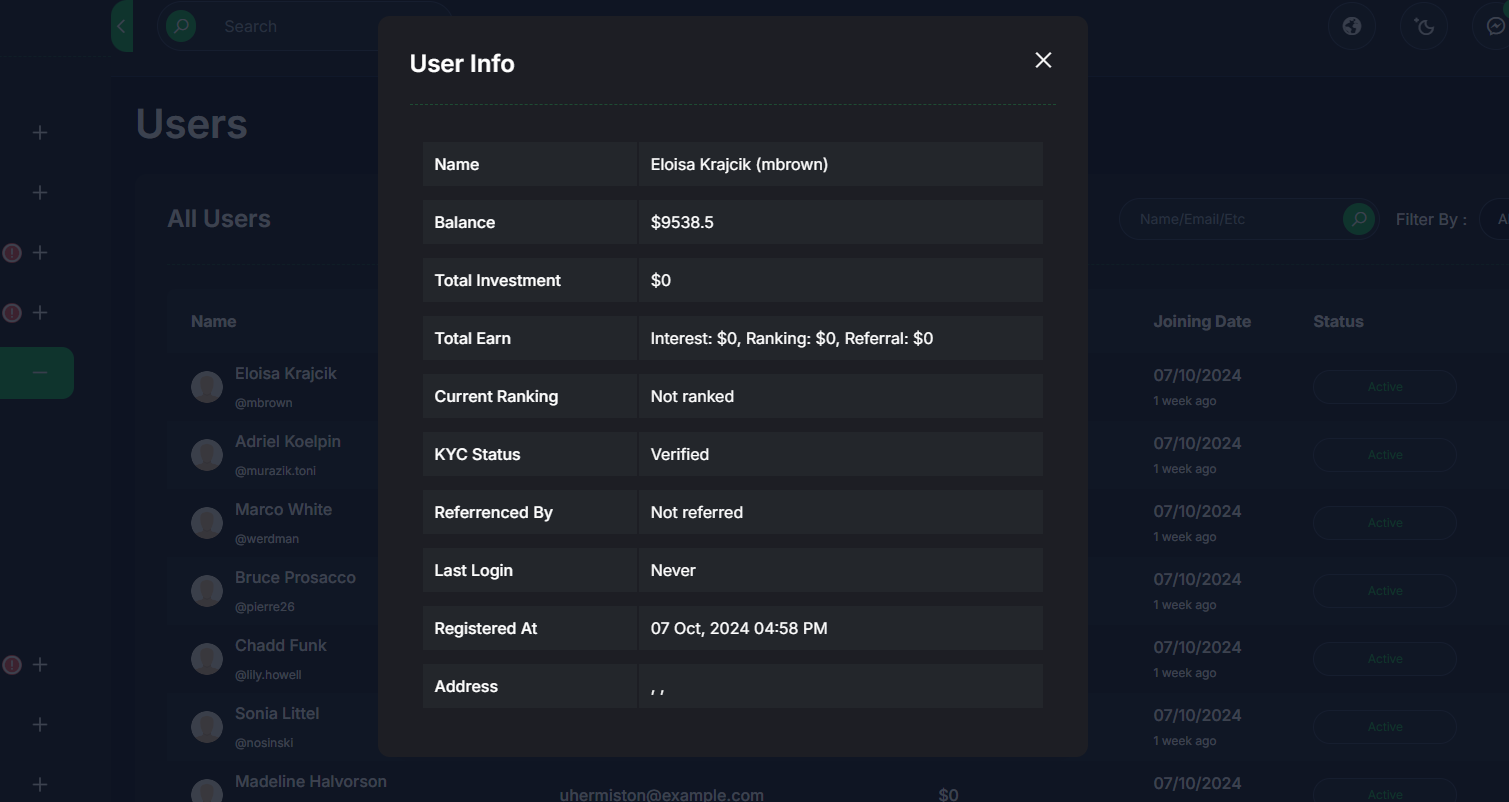 Search
Users
All Users
Name/Email/Etc
Filter By :
Name
Joining Date
Status
Eloisa Krajcik
@mbrown
07/10/2024
1 week ago
Active
Adriel Koelpin
@murazik.toni
07/10/2024
1 week ago
Active
Marco White
@werdman
07/10/2024
1 week ago
Active
Bruce Prosacco
@pierre26
07/10/2024
1 week ago
Active
Chadd Funk
@lily.howell
07/10/2024
1 week ago
Active
Sonia Littel
@nosinski
07/10/2024
1 week ago
Active
Madeline Halvorson
uhermiston@example.com
$0
07/10/2024
Active
User Info
Name Eloisa Krajcik (mbrown)
Balance $9538.5
Total Investment $0
Total Earn Interest: $0, Ranking: $0, Referral: $0
Current Ranking Not ranked
KYC Status Verified
Referrenced By Not referred
Last Login Never
Registered At 07 Oct, 2024 04:58 PM
Address , ,